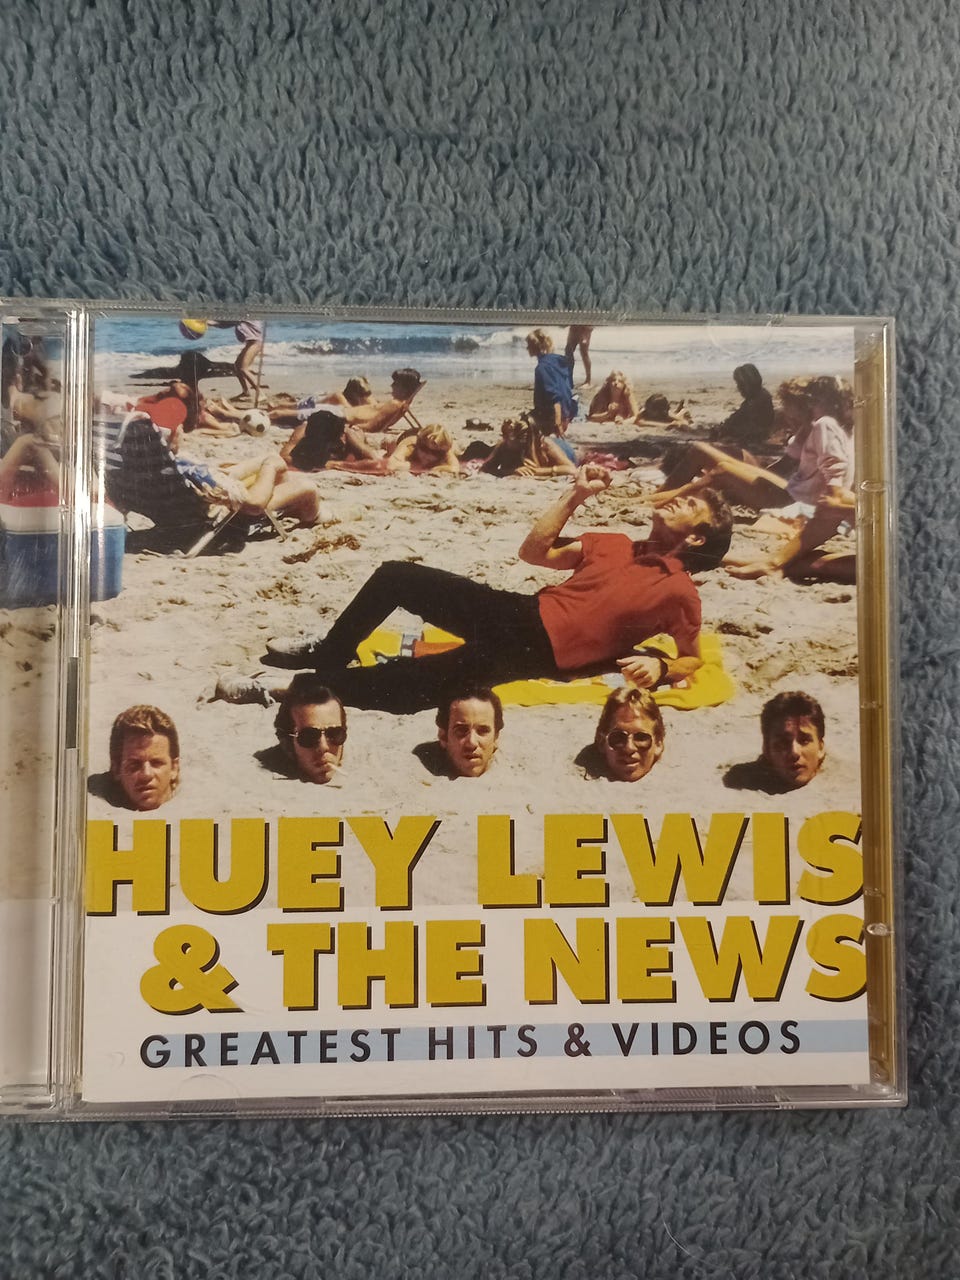 HUEY LEWIS
& THE NEWS
GREATEST HITS & VIDEOS